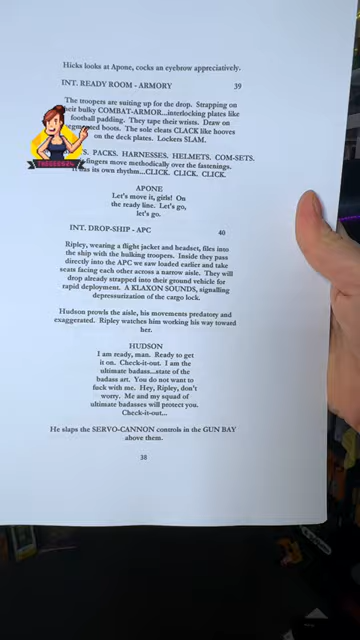 Hicks looks at Apone, cocks an eyebrow appreciatively.
INT. READY ROOM - ARMORY 39
The troopers are suiting up for the drop. Strapping on
their bulky COMBAT-ARMOR...interlocking plates like
football padding. They tape their wrists. Draw on
boots. The sole cleats CLACK like hooves
on the deck plates. Lockers SLAM.
PACKS. HARNESSES. HELMETS. COM-SETS.
fingers move methodically over the fastenings.
has its own rhythm...CLICK. CLICK. CLICK.
APONE
Let's move it, girls! On
the ready line. Let's go,
let's go.
INT. DROP-SHIP - APC 40
Ripley, wearing a flight jacket and headset, files into
the ship with the hulking troopers. Inside they pass
directly into the APC we saw loaded earlier and take
seats facing each other across a narrow aisle. They will
drop already strapped into their ground vehicle for
rapid deployment. A KLAXON SOUNDS, signalling
depressurization of the cargo lock.
Hudson prowls the aisle, his movements predatory and
exaggerated. Ripley watches him working his way toward
her.
HUDSON
I am ready, man. Ready to get
it on. Check-it-out. I am the
ultimate badass...state of the
badass art. You do not want to
fuck with me. Hey, Ripley, don't
worry. Me and my squad of
ultimate badasses will protect you.
Check-it-out...
He slaps the SERVO-CANNON controls in the GUN BAY
above them.
38